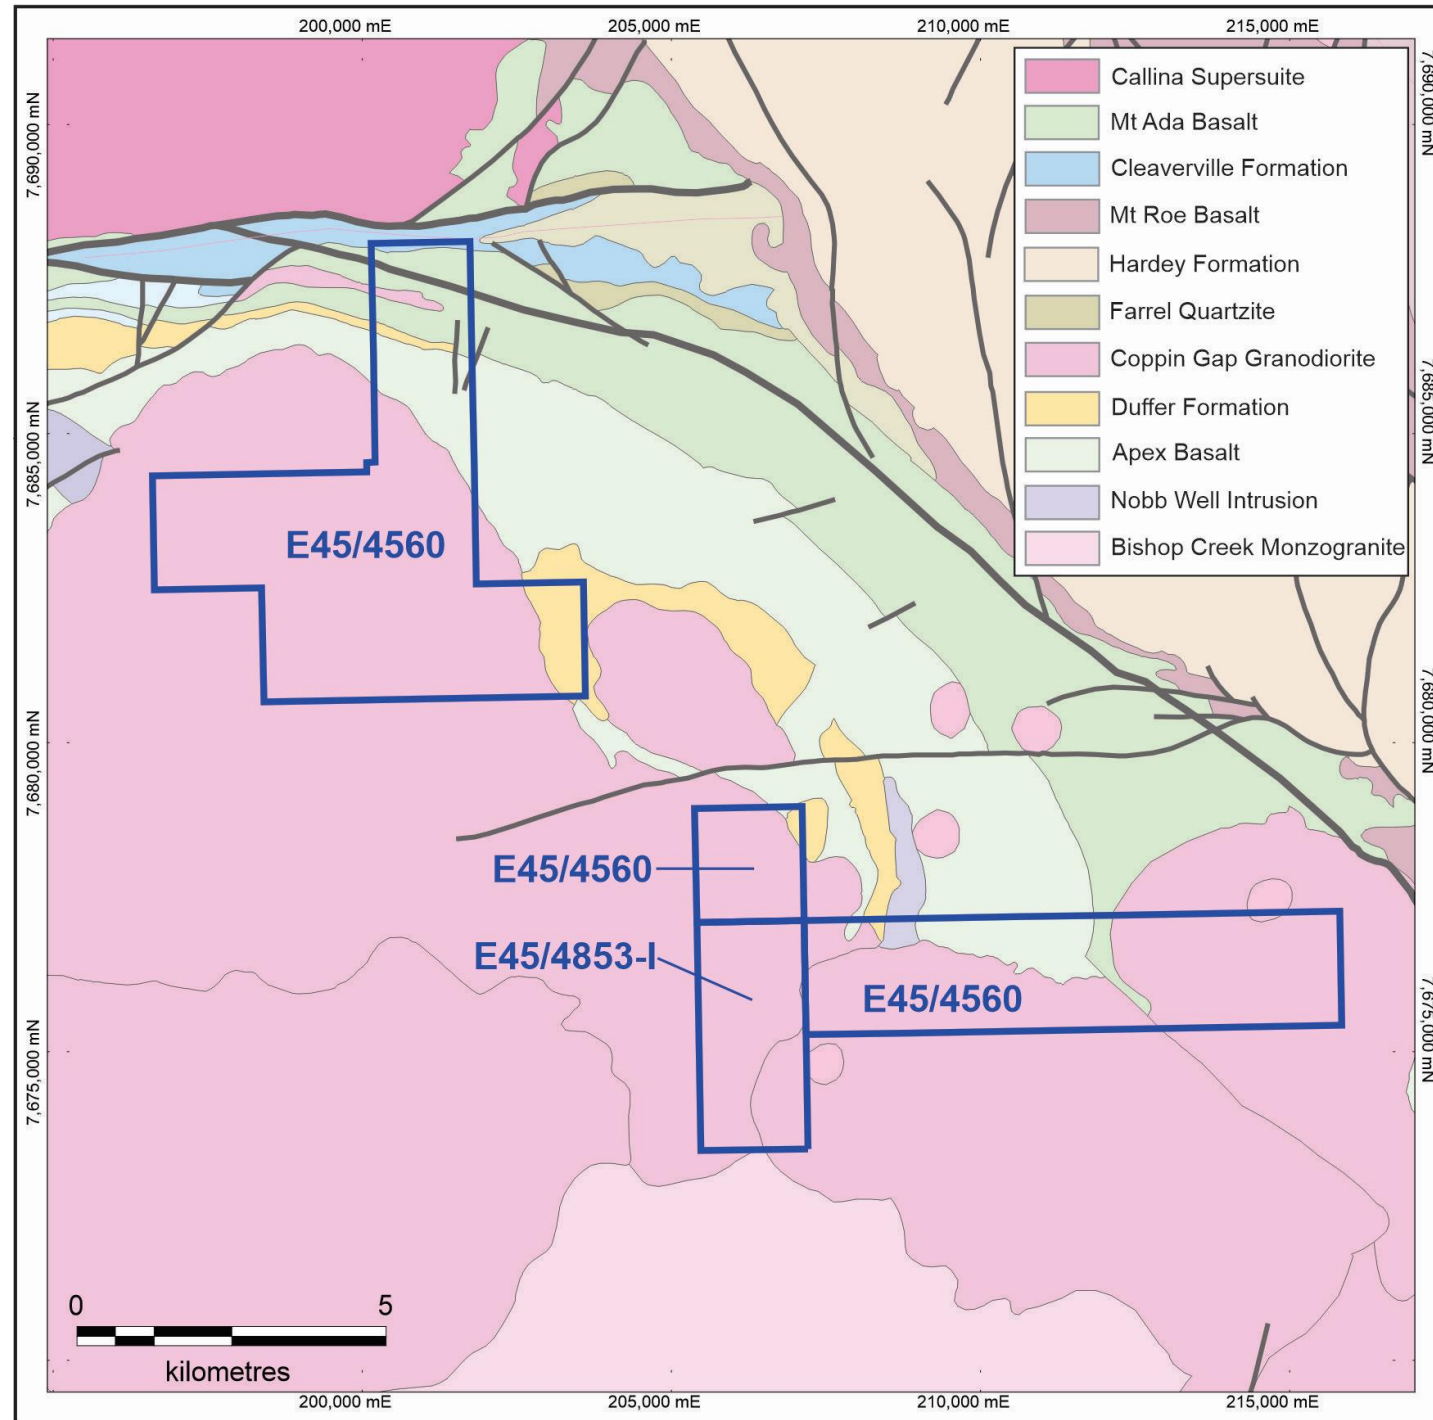 200,000 mE
205,000 mE
210,000 mE
215,000 mE
7,690,000 mN
7,690,000 mN
Callina Supersuite
Mt Ada Basalt
Cleaverville Formation
Mt Roe Basalt
Hardey Formation
Farrel Quartzite
Coppin Gap Granodiorite
Duffer Formation
Apex Basalt
Nobb Well Intrusion
Bishop Creek Monzogranite
7,685,000 mN
7,685,000 mN
E45/4560
7,680,000 mN
7,680,000 mN
E45/4560
E45/4853-I
E45/4560
7,675,000 mN
7,675,000 mN
0 5
kilometres
200,000 mE
205,000 mE
210,000 mE
215,000 mE